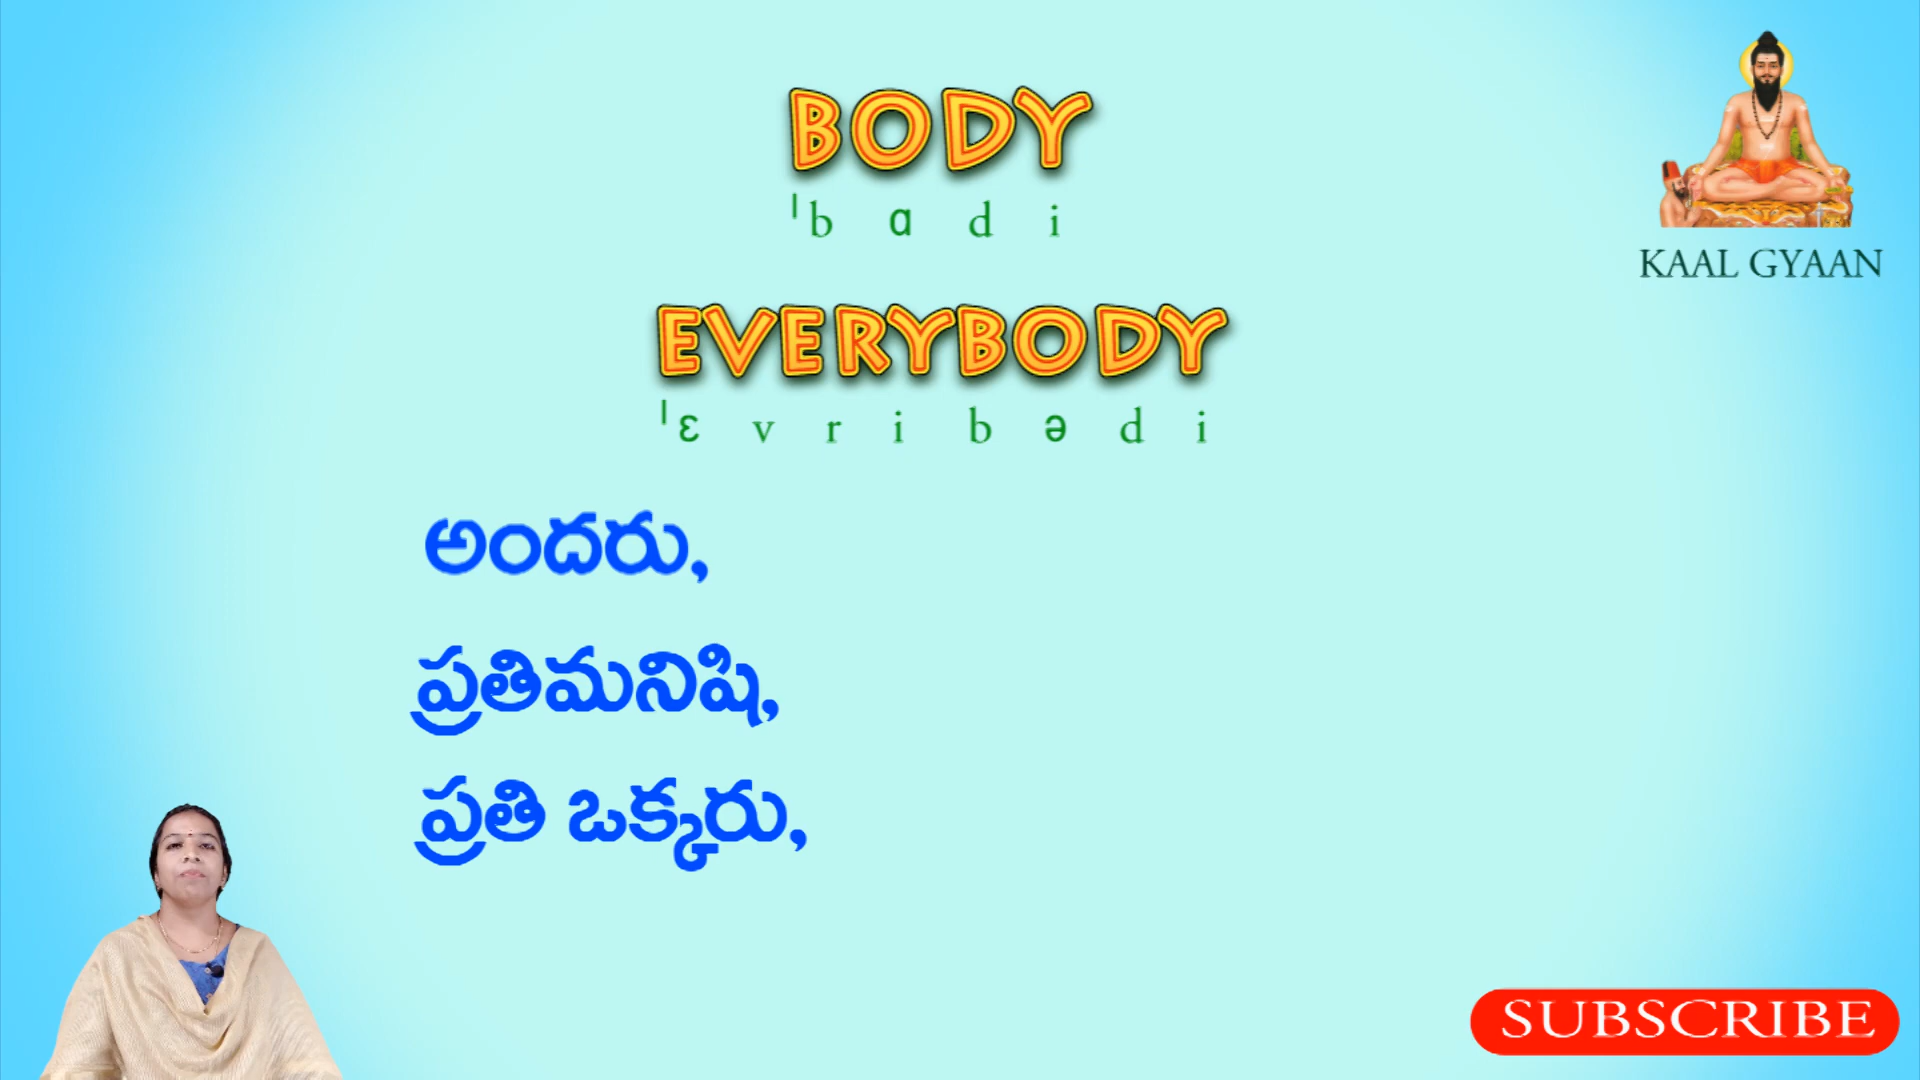 BODY
ˈb ɑ d i
KAAL GYAAN
EVERYBODY
ˈɛ v r i b ə d i
అందరు,
ప్రతిమనిషి,
ప్రతి ఒక్కరు,
SUBSCRIBE